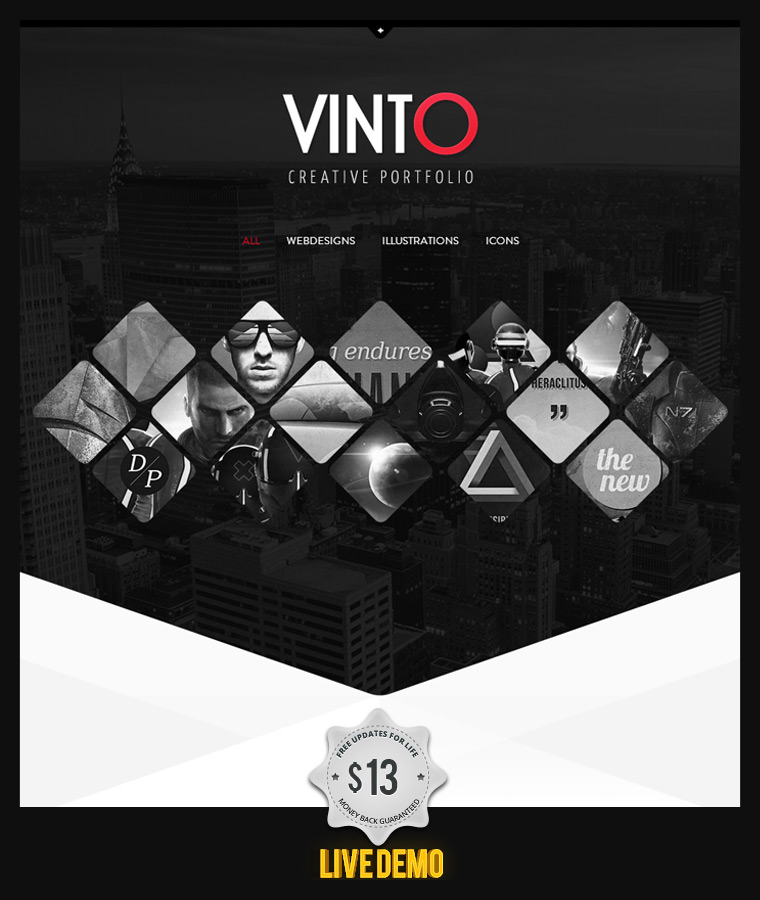 VINTO
CREATIVE PORTFOLIO
ALL WEBDESIGNS ILLUSTRATIONS ICONS
endures
HERACLITUS
”
N7
D/P
the
new
FREE UPDATES FOR LIFE
$13
MONEY BACK GUARANTEED
LIVE DEMO